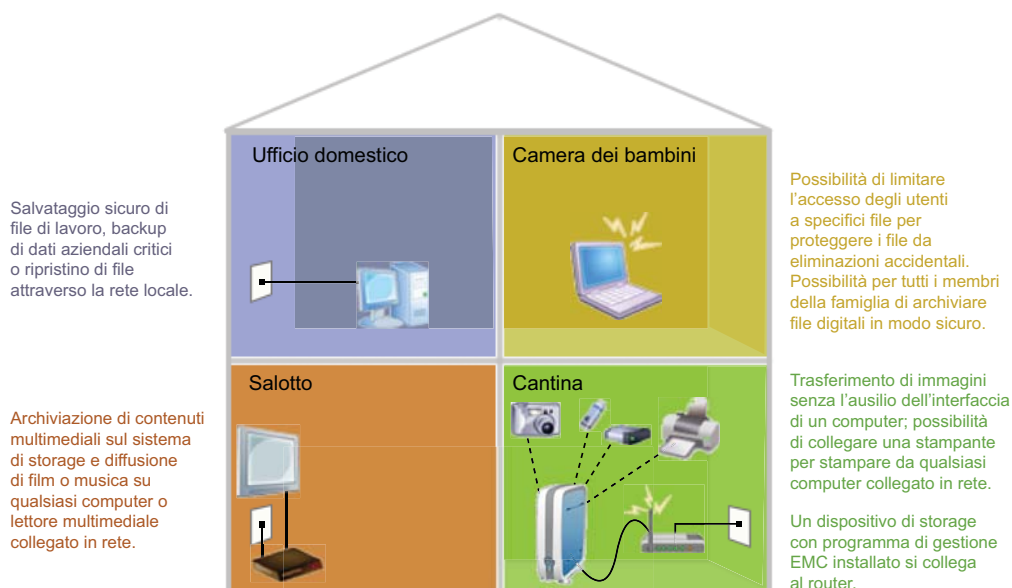 Ufficio domestico
Camera dei bambini
Salvataggio sicuro di
file di lavoro, backup
di dati aziendali critici
o ripristino di file
attraverso la rete locale.
Possibilità di limitare
l'accesso degli utenti
a specifici file per
proteggere i file da
eliminazioni accidentali.
Possibilità per tutti i membri
della famiglia di archiviare
file digitali in modo sicuro.
Salotto
Cantina
Archiviazione di contenuti
multimediali sul sistema
di storage e diffusione
di film o musica su
qualsiasi computer o
lettore multimediale
collegato in rete.
Trasferimento di immagini
senza l'ausilio dell'interfaccia
di un computer; possibilità
di collegare una stampante
per stampare da qualsiasi
computer collegato in rete.
Un dispositivo di storage
con programma di gestione
EMC installato si collega
al router.